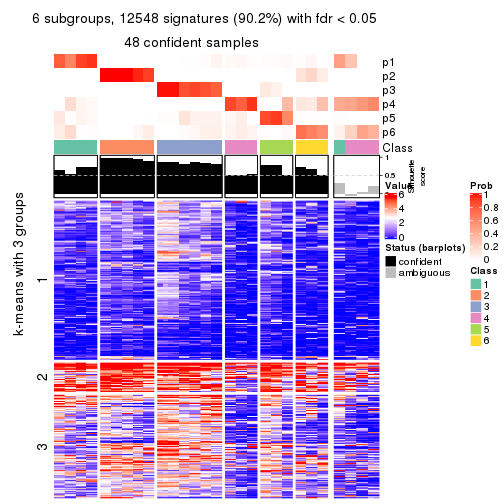 6 subgroups, 12548 signatures (90.2%) with fdr < 0.05
48 confident samples
p1
p2
p3
p4
p5
p6
Class
1
0.5
0
Silhouette
score
k-means with 3 groups
1
2
3
Value
6
4
2
0
Status (barplots)
confident
ambiguous
Prob
1
0.8
0.6
0.4
0.2
0
Class
1
2
3
4
5
6